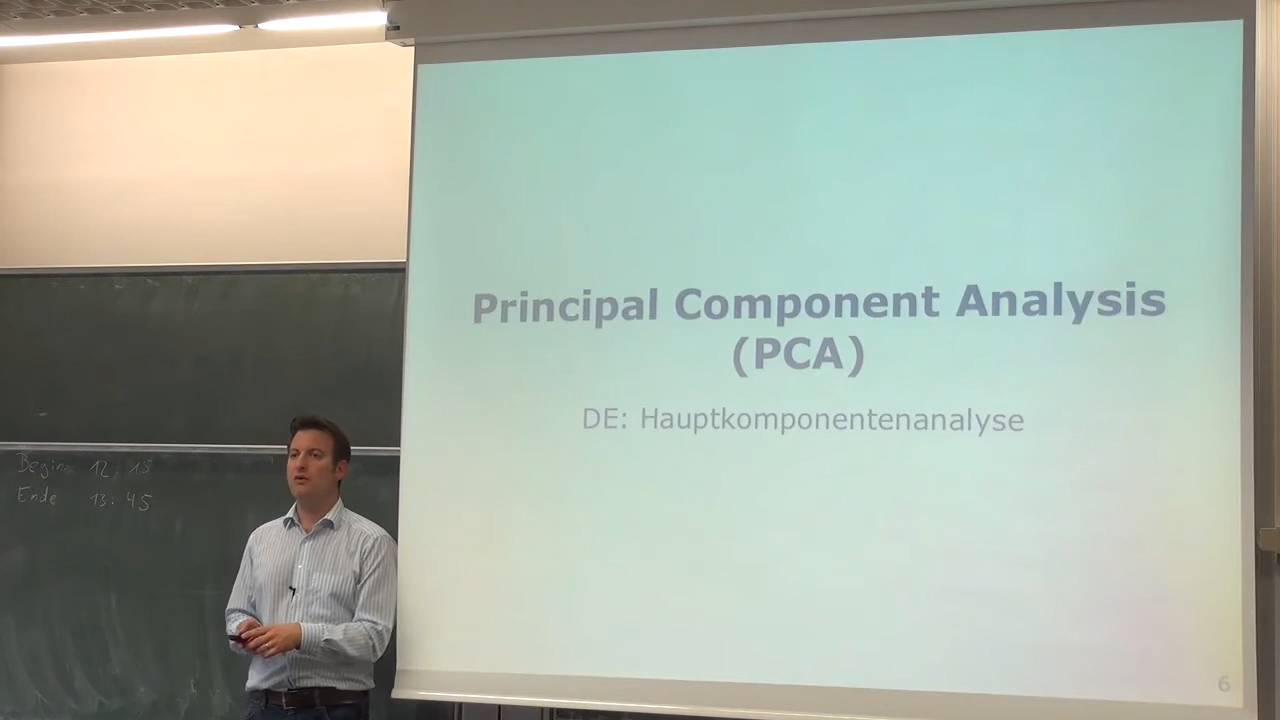 Principal Component Analysis
(PCA)
DE: Hauptkomponentenanalyse
Beginn 12:15
Ende 13:45
6